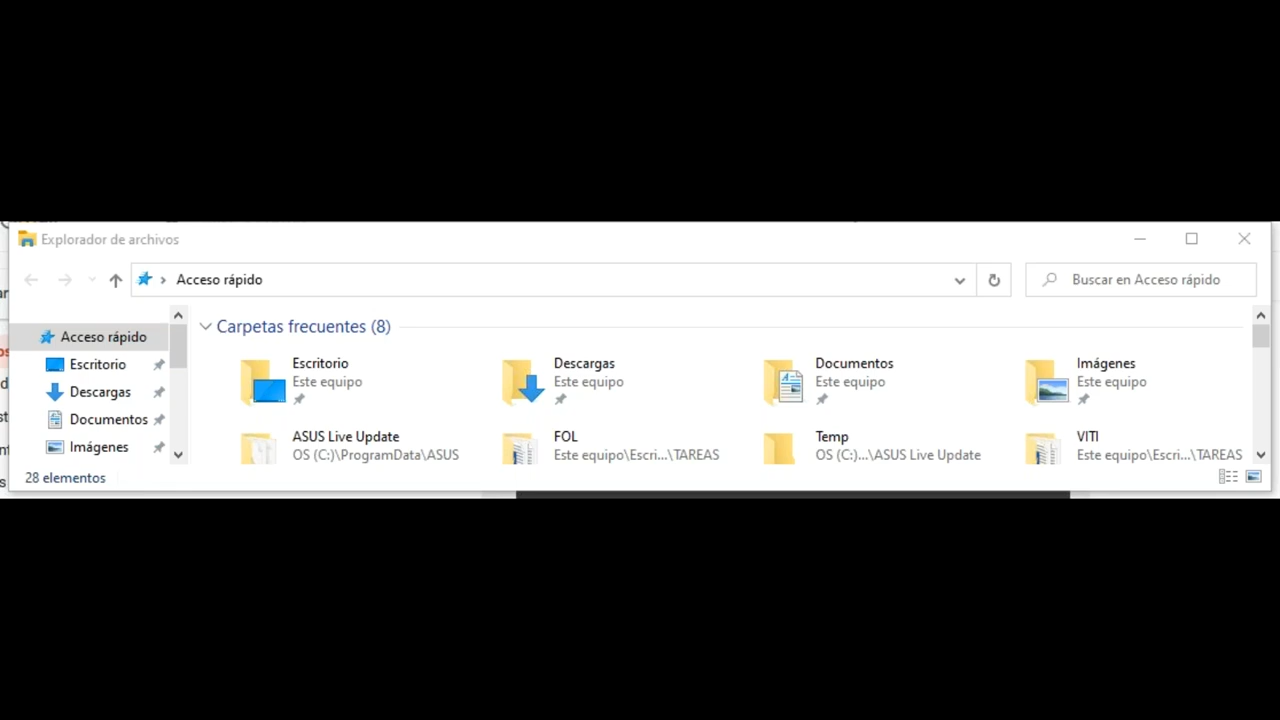 Explorador de archivos
Acceso rápido
Buscar en Acceso rápido
Acceso rápido
Escritorio
Descargas
Documentos
Imágenes
Carpetas frecuentes (8)
Escritorio
Este equipo
Descargas
Este equipo
Documentos
Este equipo
Imágenes
Este equipo
ASUS Live Update
OS (C:)\ProgramData\ASUS
FOL
Este equipo\Escri...\TAREAS
Temp
OS (C:)...\ASUS Live Update
VITI
Este equipo\Escri...\TAREAS
28 elementos